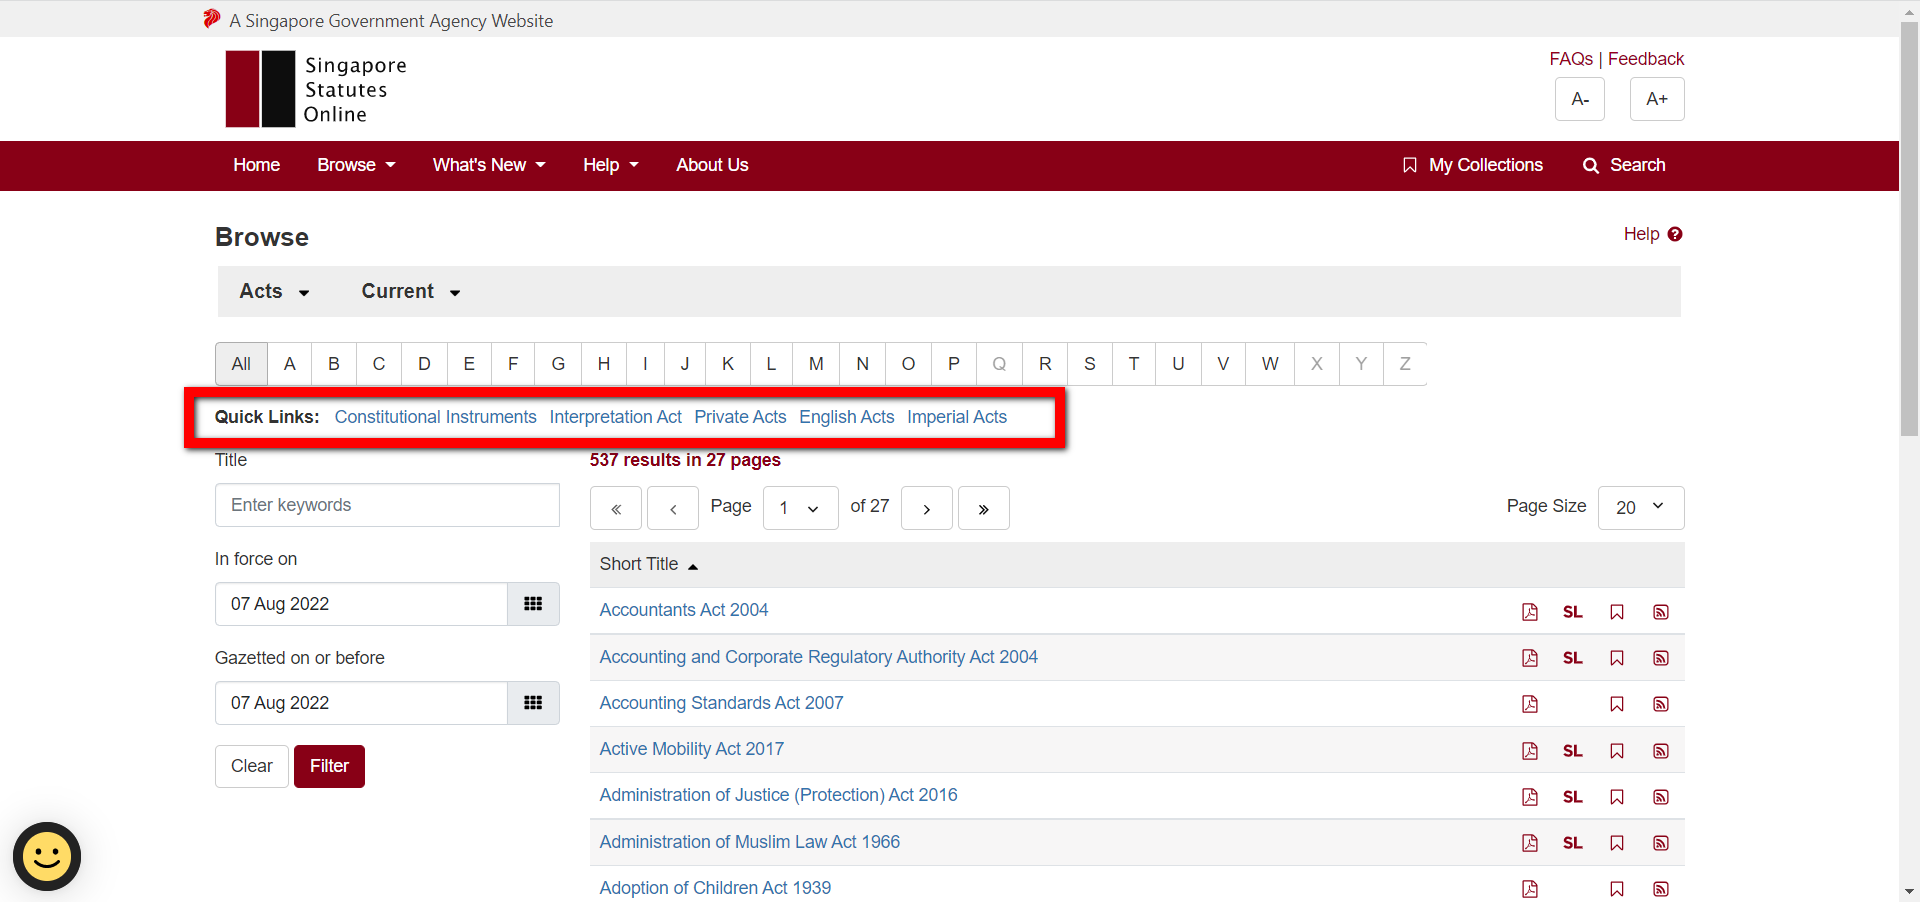 A Singapore Government Agency Website
Singapore
Statutes
Online
FAQs | Feedback
A- A+
Home Browse What's New Help About Us My Collections Search
Browse
Help
Acts Current
All A B C D E F G H I J K L M N O P Q R S T U V W X Y Z
Quick Links: Constitutional Instruments Interpretation Act Private Acts English Acts Imperial Acts
Title
Enter keywords
In force on
07 Aug 2022
Gazetted on or before
07 Aug 2022
Clear Filter
537 results in 27 pages
« ‹ Page 1 of 27 › » Page Size 20
Short Title
Accountants Act 2004 SL
Accounting and Corporate Regulatory Authority Act 2004 SL
Accounting Standards Act 2007
Active Mobility Act 2017 SL
Administration of Justice (Protection) Act 2016 SL
Administration of Muslim Law Act 1966 SL
Adoption of Children Act 1939